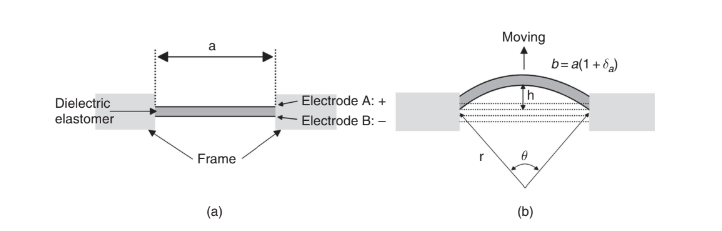 a
Dielectric
elastomer
Electrode A: +
Electrode B: −
Frame
(a)
Moving
b = a(1 + δₐ)
h
r
θ
(b)